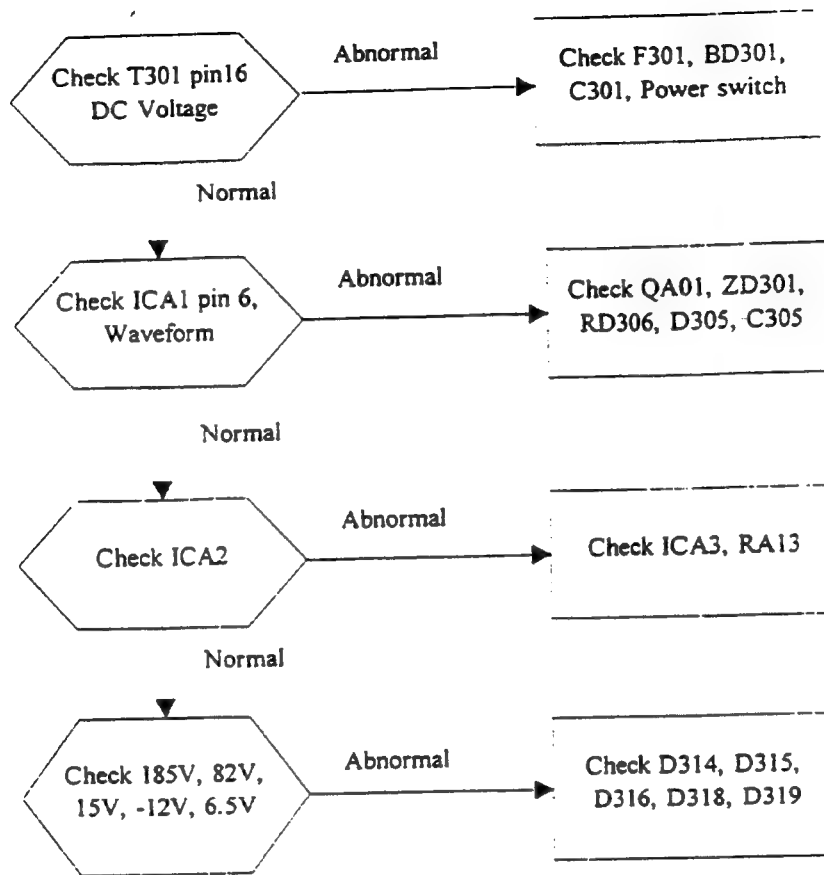 Check T301 pin16
DC Voltage
Abnormal
Check F301, BD301,
C301, Power switch
Normal
Check ICA1 pin 6,
Waveform
Abnormal
Check QA01, ZD301,
RD306, D305, C305
Normal
Check ICA2
Abnormal
Check ICA3, RA13
Normal
Check 185V, 82V,
15V, -12V, 6.5V
Abnormal
Check D314, D315,
D316, D318, D319